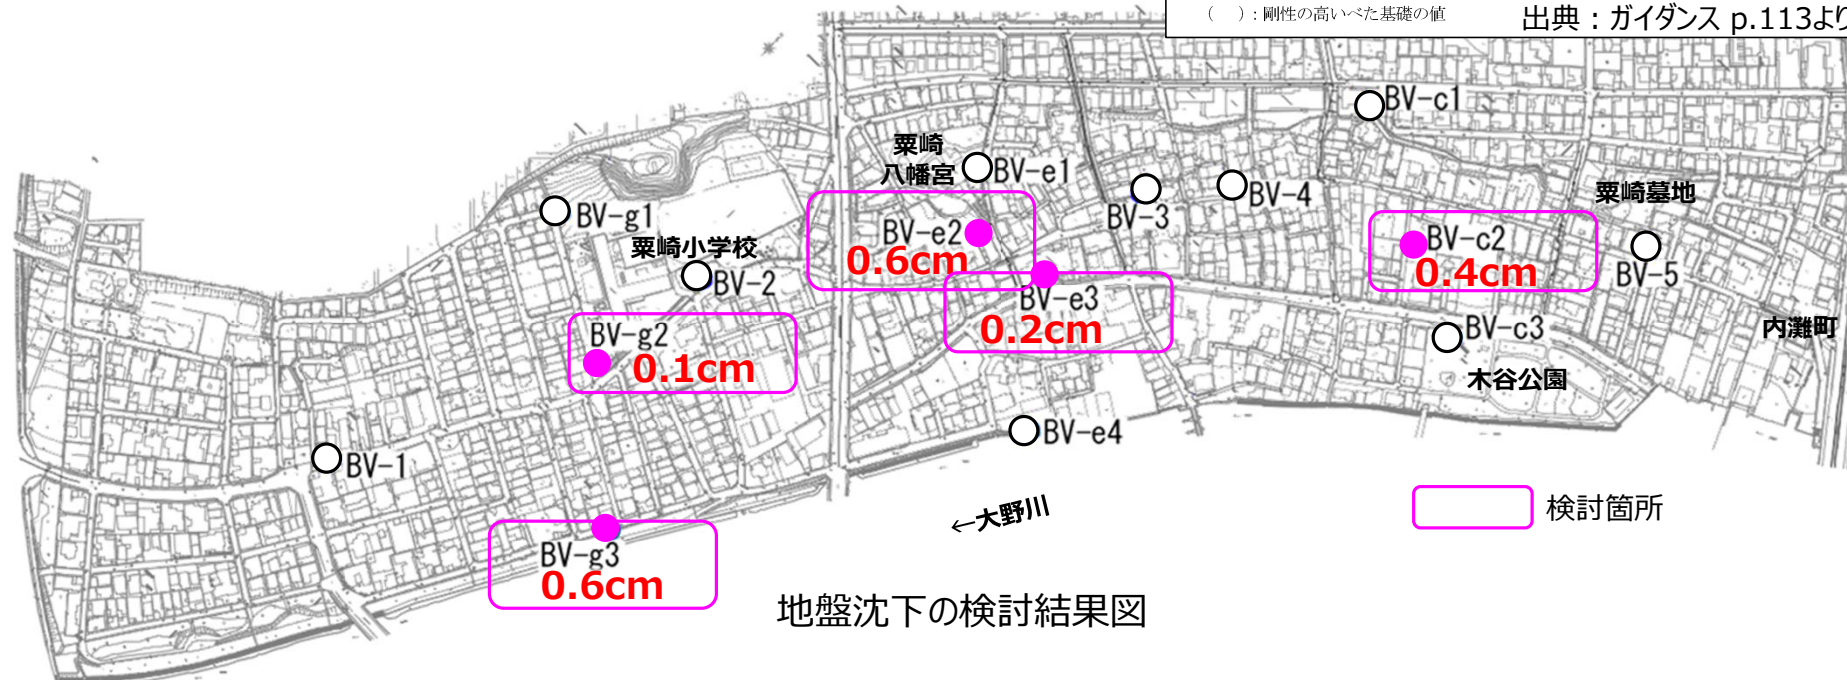 （　）：剛性の高いべた基礎の値
出典：ガイダンス p.113より
BV-c1
粟崎
八幡宮
BV-e1
BV-3
BV-4
粟崎墓地
BV-g1
BV-e2
0.6cm
BV-c2
0.4cm
BV-5
粟崎小学校
BV-2
BV-e3
0.2cm
BV-g2
0.1cm
BV-c3
内灘町
木谷公園
BV-e4
BV-1
←大野川
検討箇所
BV-g3
0.6cm
地盤沈下の検討結果図